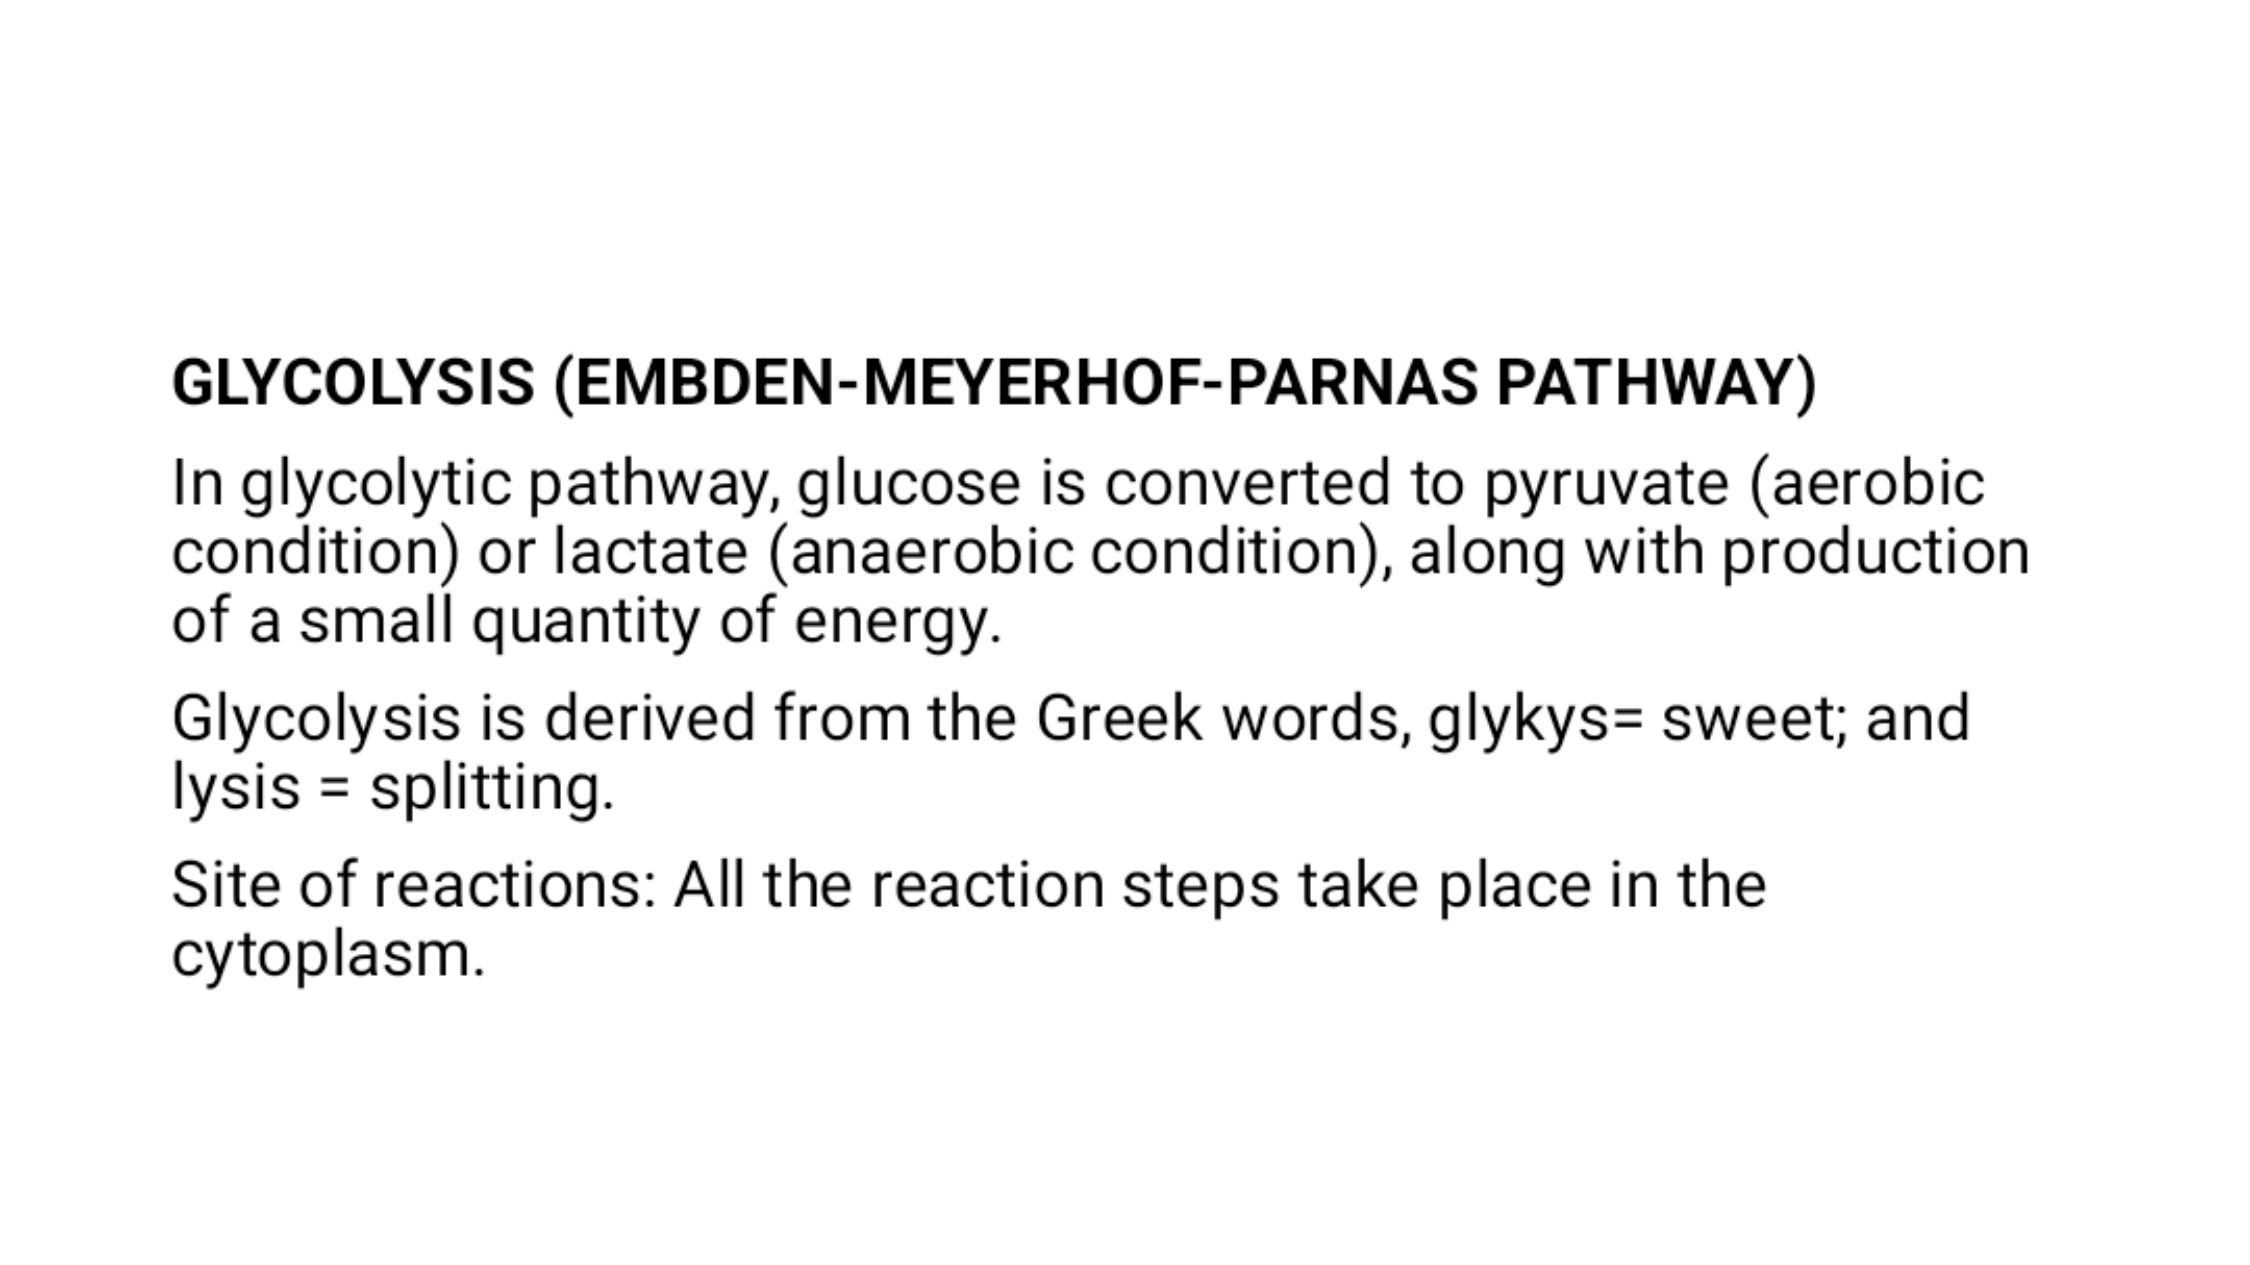 GLYCOLYSIS (EMBDEN-MEYERHOF-PARNAS PATHWAY)
In glycolytic pathway, glucose is converted to pyruvate (aerobic
condition) or lactate (anaerobic condition), along with production
of a small quantity of energy.
Glycolysis is derived from the Greek words, glykys= sweet; and
lysis = splitting.
Site of reactions: All the reaction steps take place in the
cytoplasm.